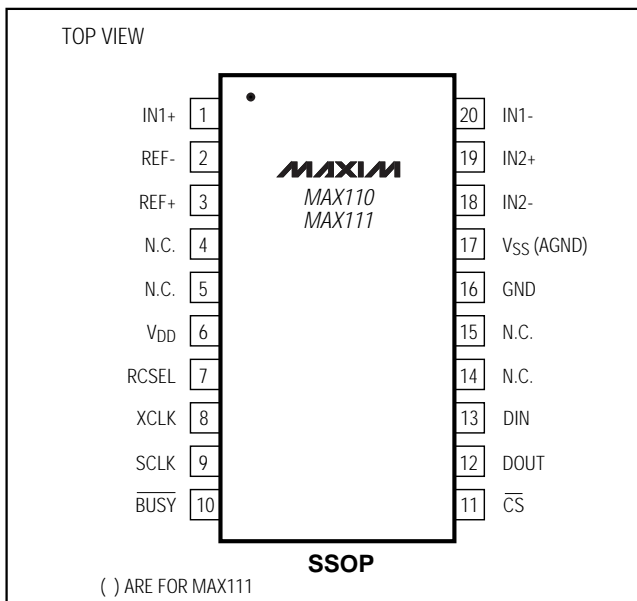 TOP VIEW
IN1+ 1
REF- 2
REF+ 3
N.C. 4
N.C. 5
VDD 6
RCSEL 7
XCLK 8
SCLK 9
BUSY 10
MAXIM
MAX110
MAX111
20 IN1-
19 IN2+
18 IN2-
17 VSS (AGND)
16 GND
15 N.C.
14 N.C.
13 DIN
12 DOUT
11 CS
SSOP
( ) ARE FOR MAX111